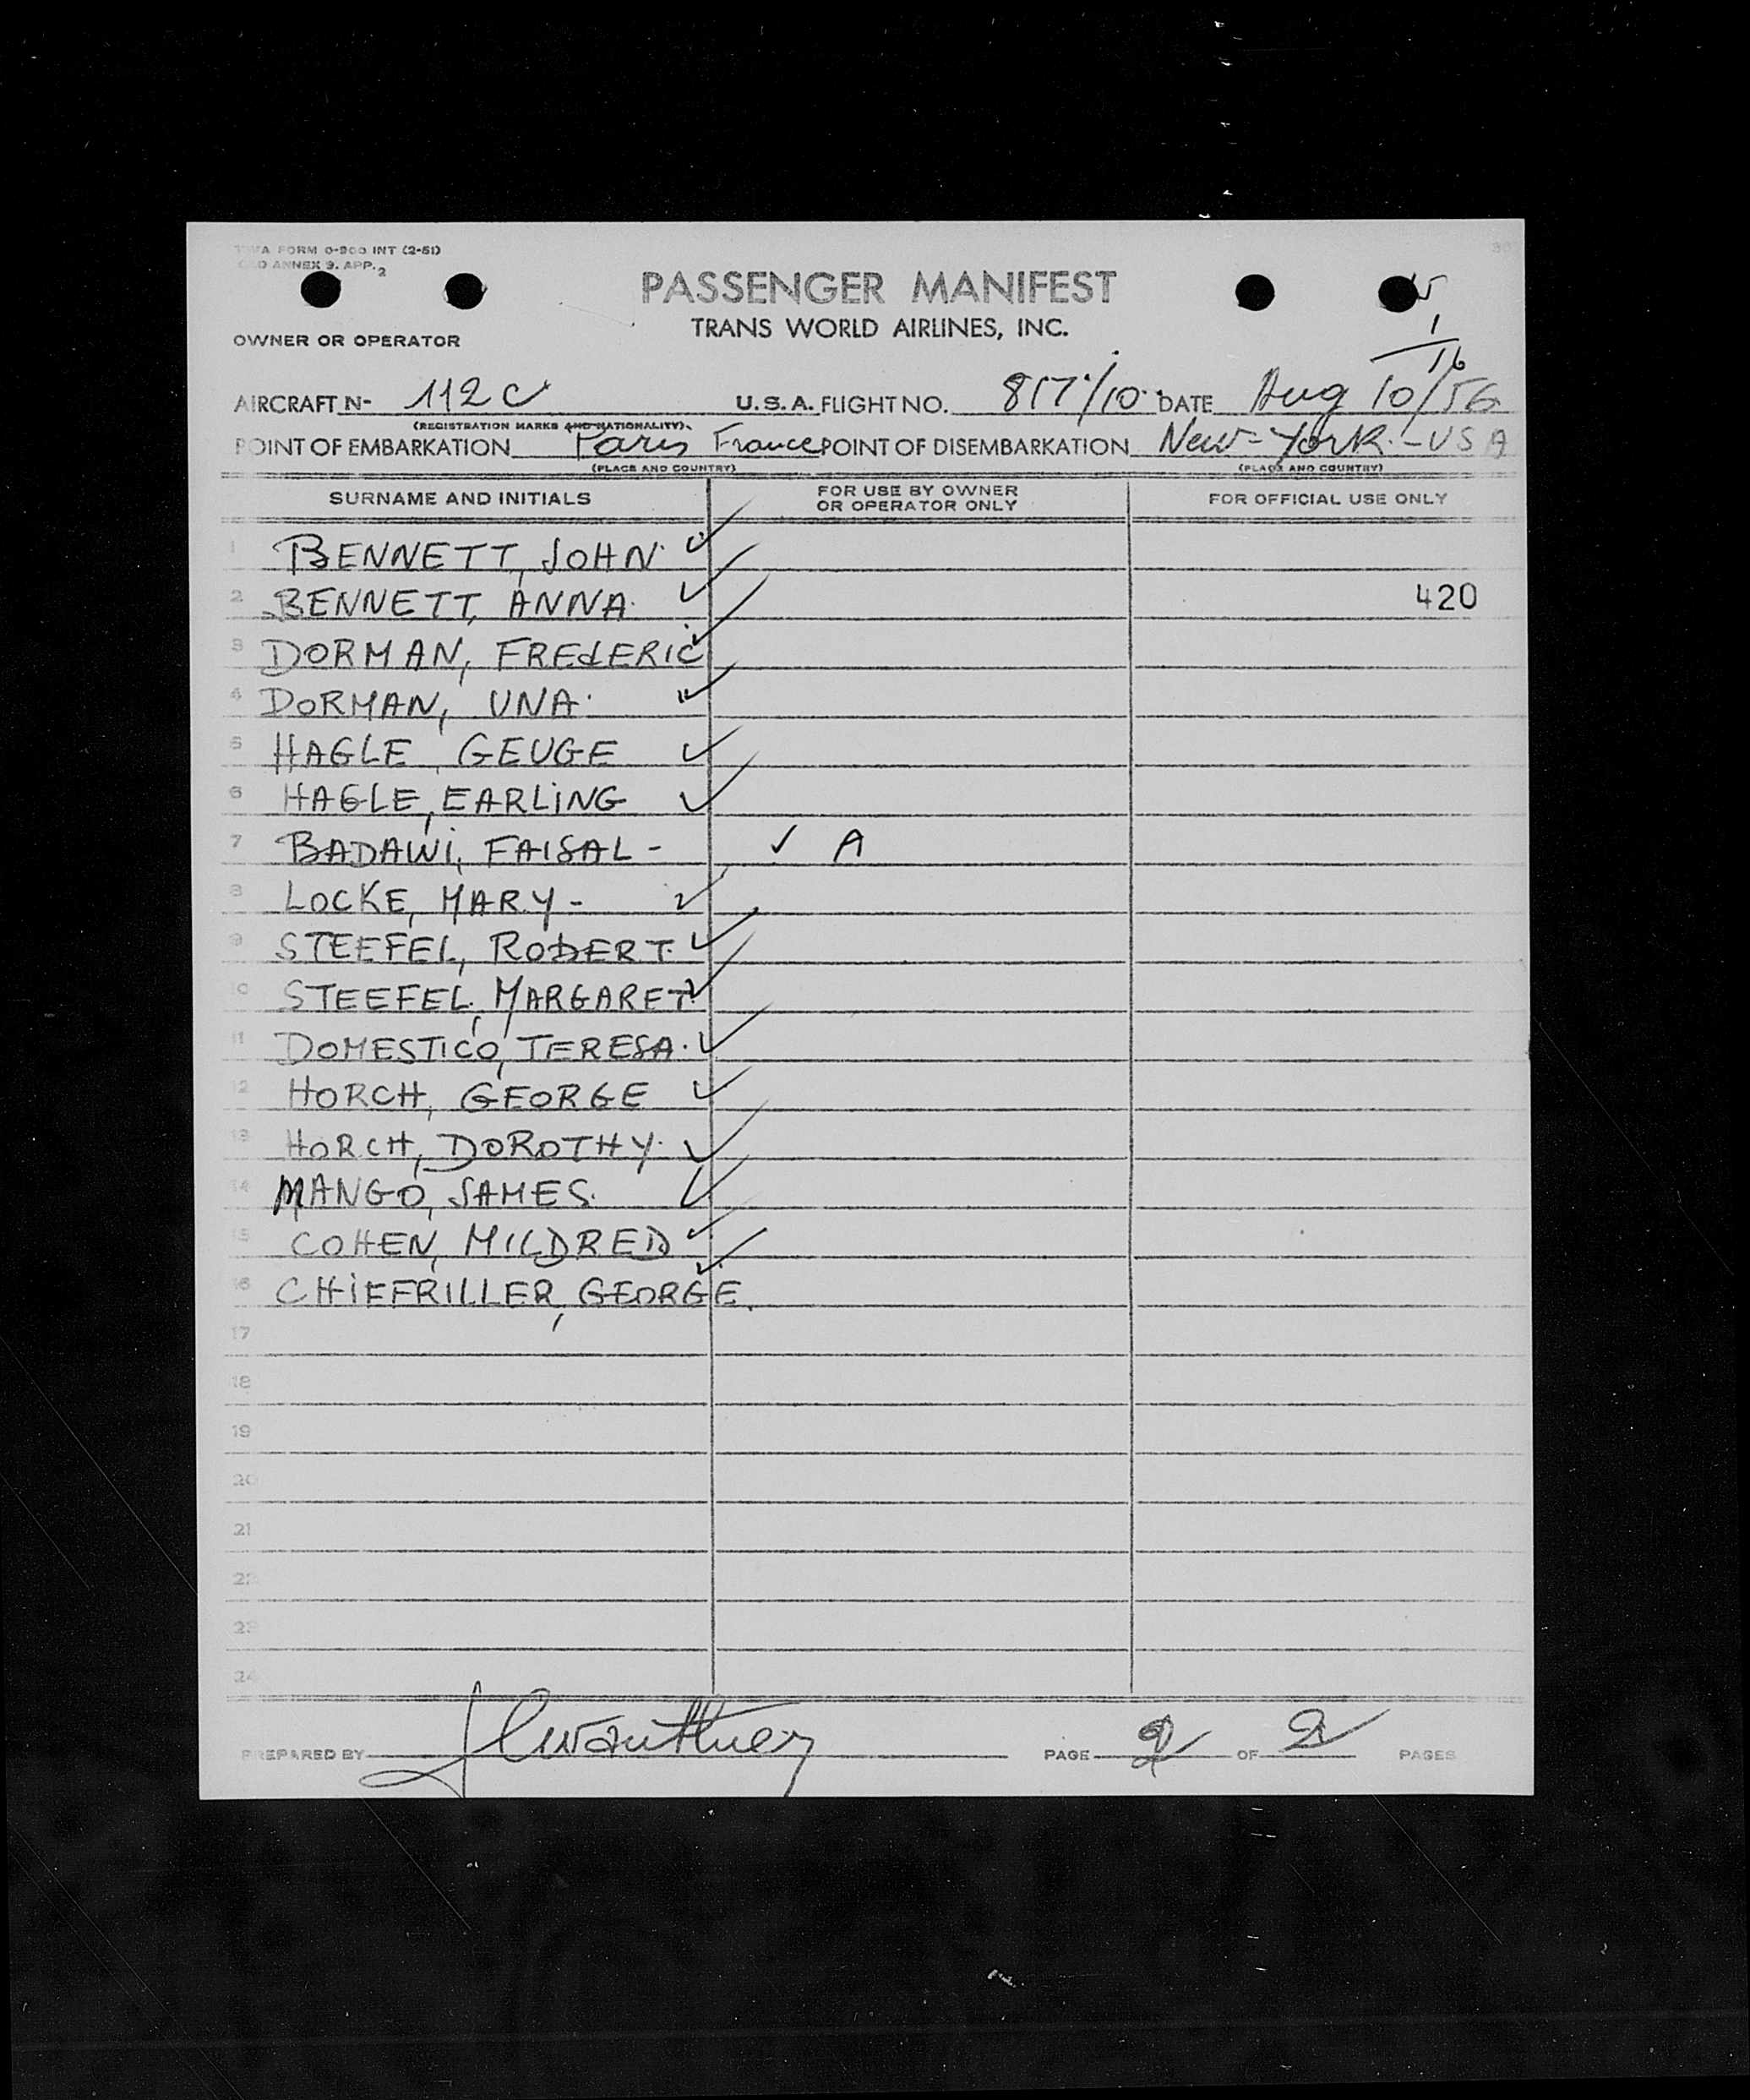 TWA FORM 0-900 INT (2-51)
ICAO ANNEX 9. APP. 2
PASSENGER MANIFEST
TRANS WORLD AIRLINES, INC.
15
1
16
OWNER OR OPERATOR
AIRCRAFT N- 112 C U.S.A. FLIGHT NO. 817/10 DATE Aug 10/56
(REGISTRATION MARKS AND NATIONALITY)
POINT OF EMBARKATION Paris France POINT OF DISEMBARKATION New-York.-USA
(PLACE AND COUNTRY) (PLACE AND COUNTRY)
SURNAME AND INITIALS FOR USE BY OWNER OR OPERATOR ONLY FOR OFFICIAL USE ONLY
1 BENNETT, JOHN ✓
2 BENNETT, ANNA ✓ 420
3 DORMAN, FREdERIC ✓
4 DORMAN, UNA ✓
5 HAGLE, GEUGE ✓
6 HAGLE, EARLiNG ✓
7 BADAWi, FAISAL - ✓ A
8 LOCKE, MARY - ✓
9 STEEFEL, ROBERT ✓
10 STEEFEL, MARGARET ✓
11 DOMESTICO, TERESA. ✓
12 HORCH, GEORGE ✓
13 HORCH, DOROTHY. ✓
14 MANGO, JAMES. ✓
15 COHEN, MILDRED ✓
16 CHiEFRILLER, GEORGE. ✓
17
18
19
20
21
22
23
24
PREPARED BY PAGE 2 OF 2 PAGES